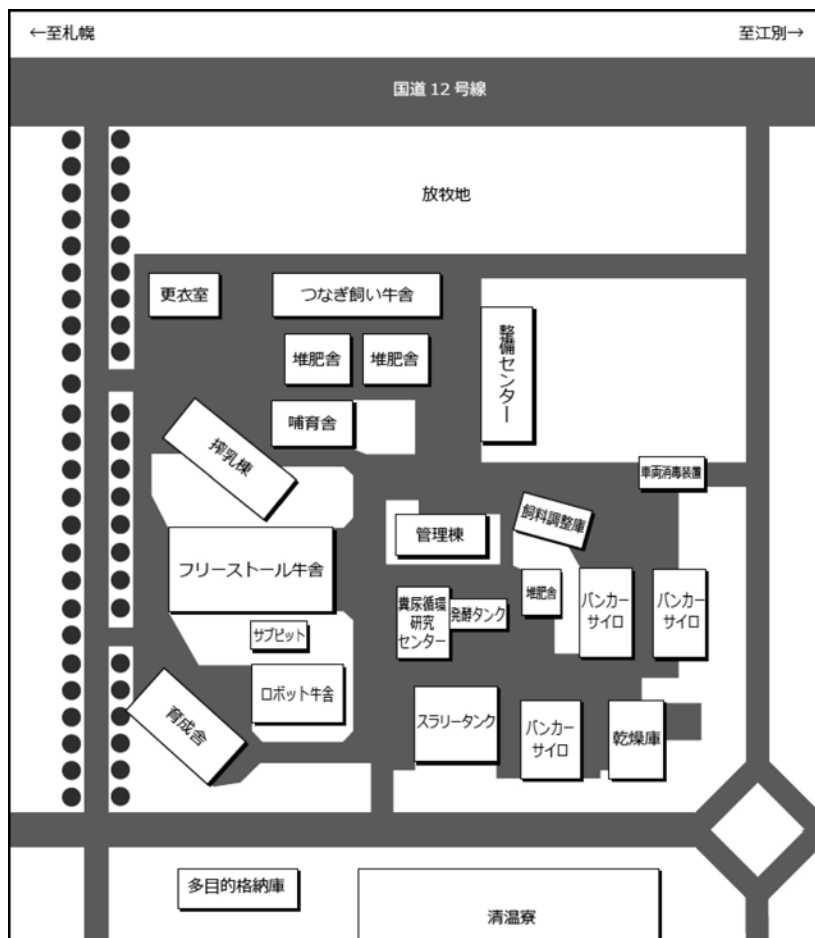 ←至札幌
至江別→
国道12号線
放牧地
更衣室
つなぎ飼い牛舎
整備センター
堆肥舎
堆肥舎
哺育舎
搾乳棟
車両消毒装置
飼料調整庫
管理棟
フリーストール牛舎
糞尿循環
研究
センター
発酵タンク
堆肥舎
バンカー
サイロ
バンカー
サイロ
サブピット
ロボット牛舎
育成舎
スラリータンク
バンカー
サイロ
乾燥庫
多目的格納庫
清温寮